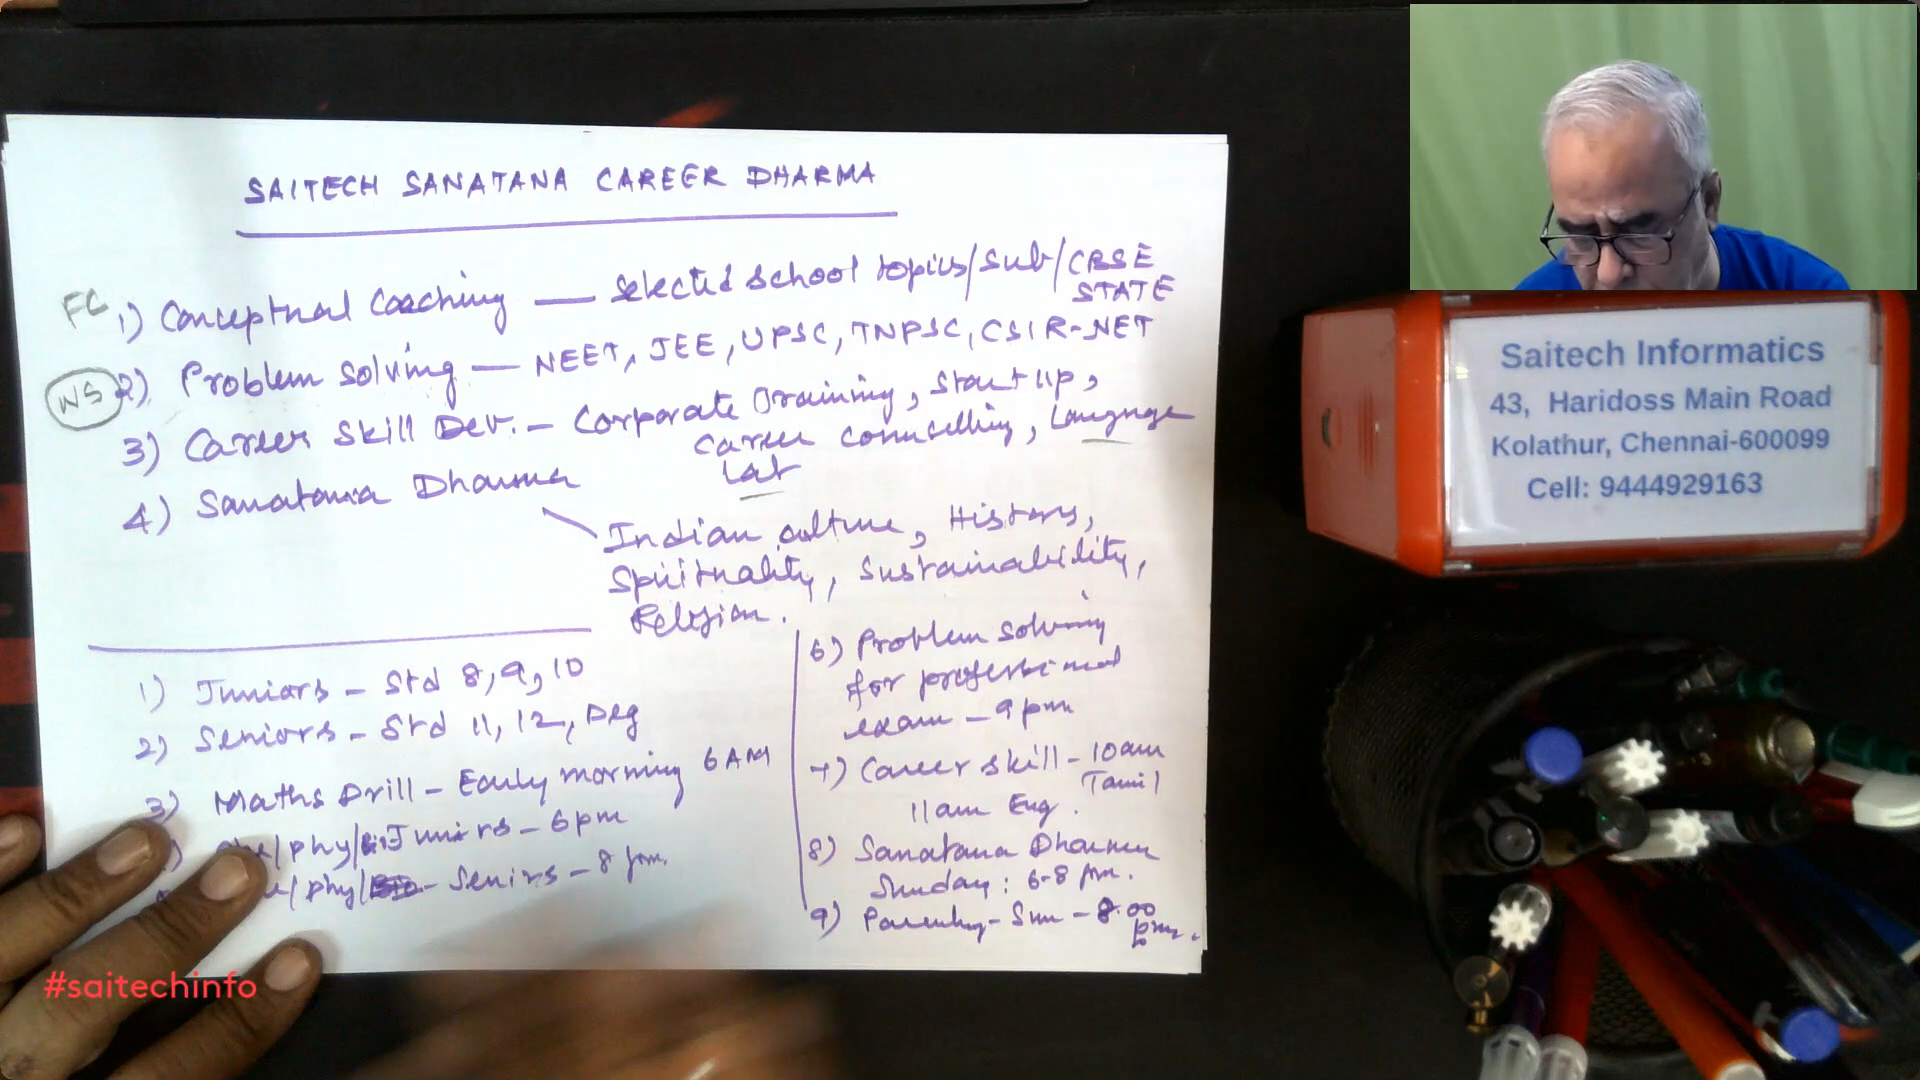 SAITECH SANATANA CAREER DHARMA
FC 1) Conceptual Coaching — Selected school topics/sub/CBSE
STATE
NS 2) Problem Solving — NEET, JEE, UPSC, TNPSC, CSIR-NET
3) Career Skill Dev. - Corporate Training, Start up,
career counselling, Language
Lab
4) Sanatana Dharma
Indian culture, History,
Spirituality, Sustainability,
Religion.
1) Juniors - Std 8, 9, 10
2) Seniors - Std 11, 12, Deg
3) Maths Drill - Early morning 6 AM
/phy/ Juniors - 6pm
/phy/ - Seniors - 8 pm.
6) Problem solving
for professional
exam - 9pm
7) Career skill - 10am
Tamil
11am Eng.
8) Sanatana Dharma
Sunday: 6-8 pm.
9) Parenting - Sun - 8.00
pm.
Saitech Informatics
43, Haridoss Main Road
Kolathur, Chennai-600099
Cell: 9444929163
#saitechinfo